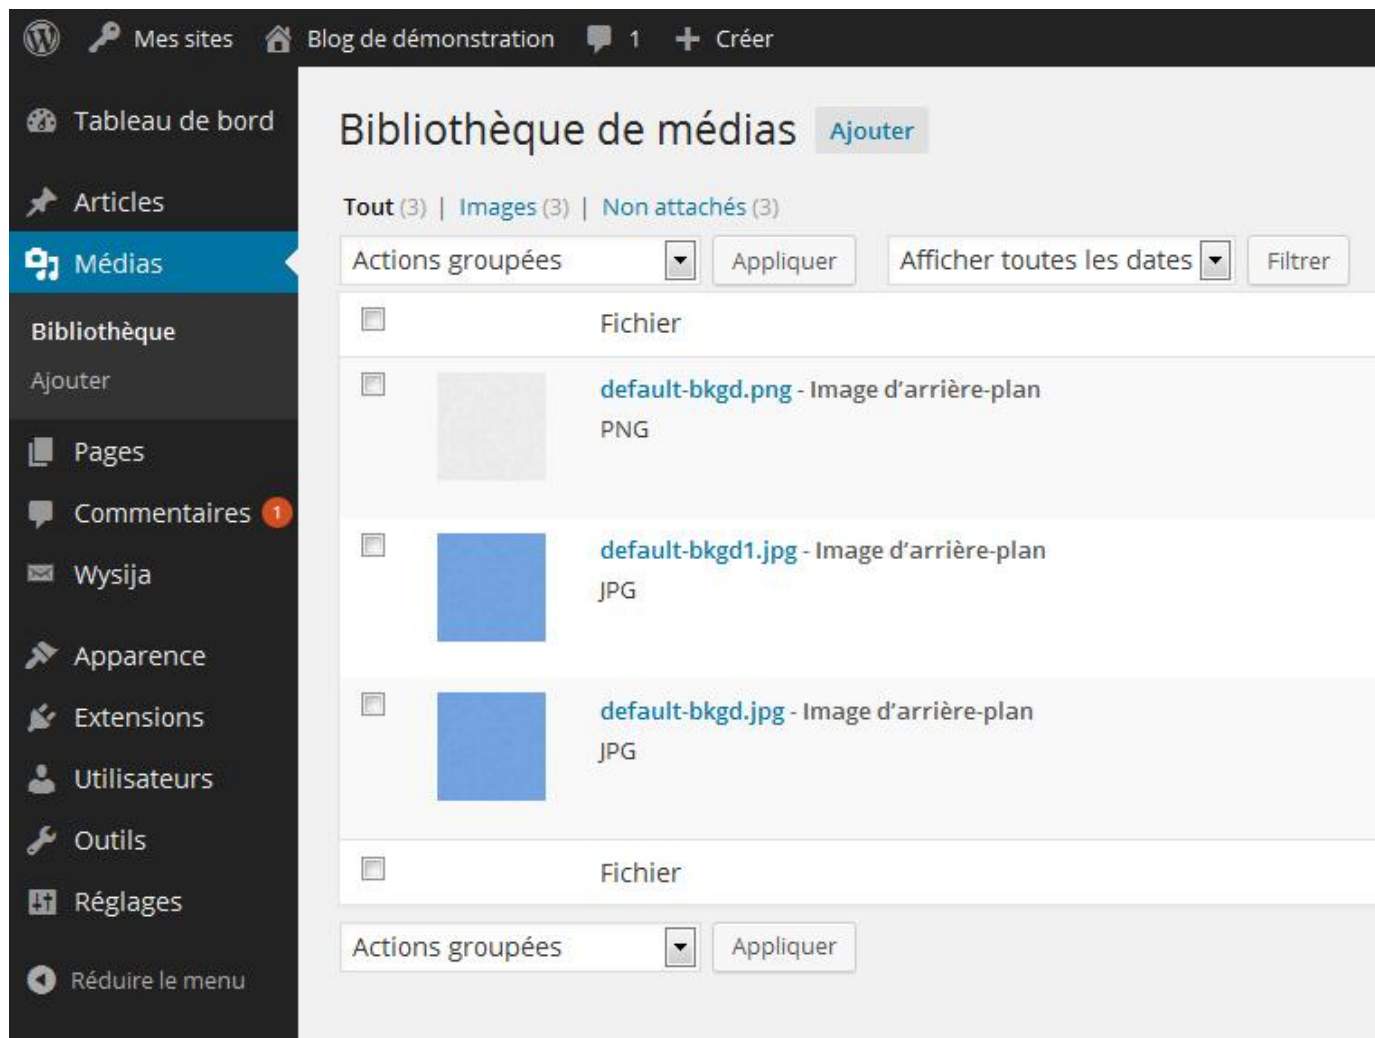 Mes sites Blog de démonstration 1 + Créer
Tableau de bord
Articles
Médias
Bibliothèque
Ajouter
Pages
Commentaires 1
Wysija
Apparence
Extensions
Utilisateurs
Outils
Réglages
Réduire le menu
Bibliothèque de médias Ajouter
Tout (3) | Images (3) | Non attachés (3)
Actions groupées Appliquer Afficher toutes les dates Filtrer
Fichier
default-bkgd.png - Image d’arrière-plan
PNG
default-bkgd1.jpg - Image d’arrière-plan
JPG
default-bkgd.jpg - Image d’arrière-plan
JPG
Fichier
Actions groupées Appliquer